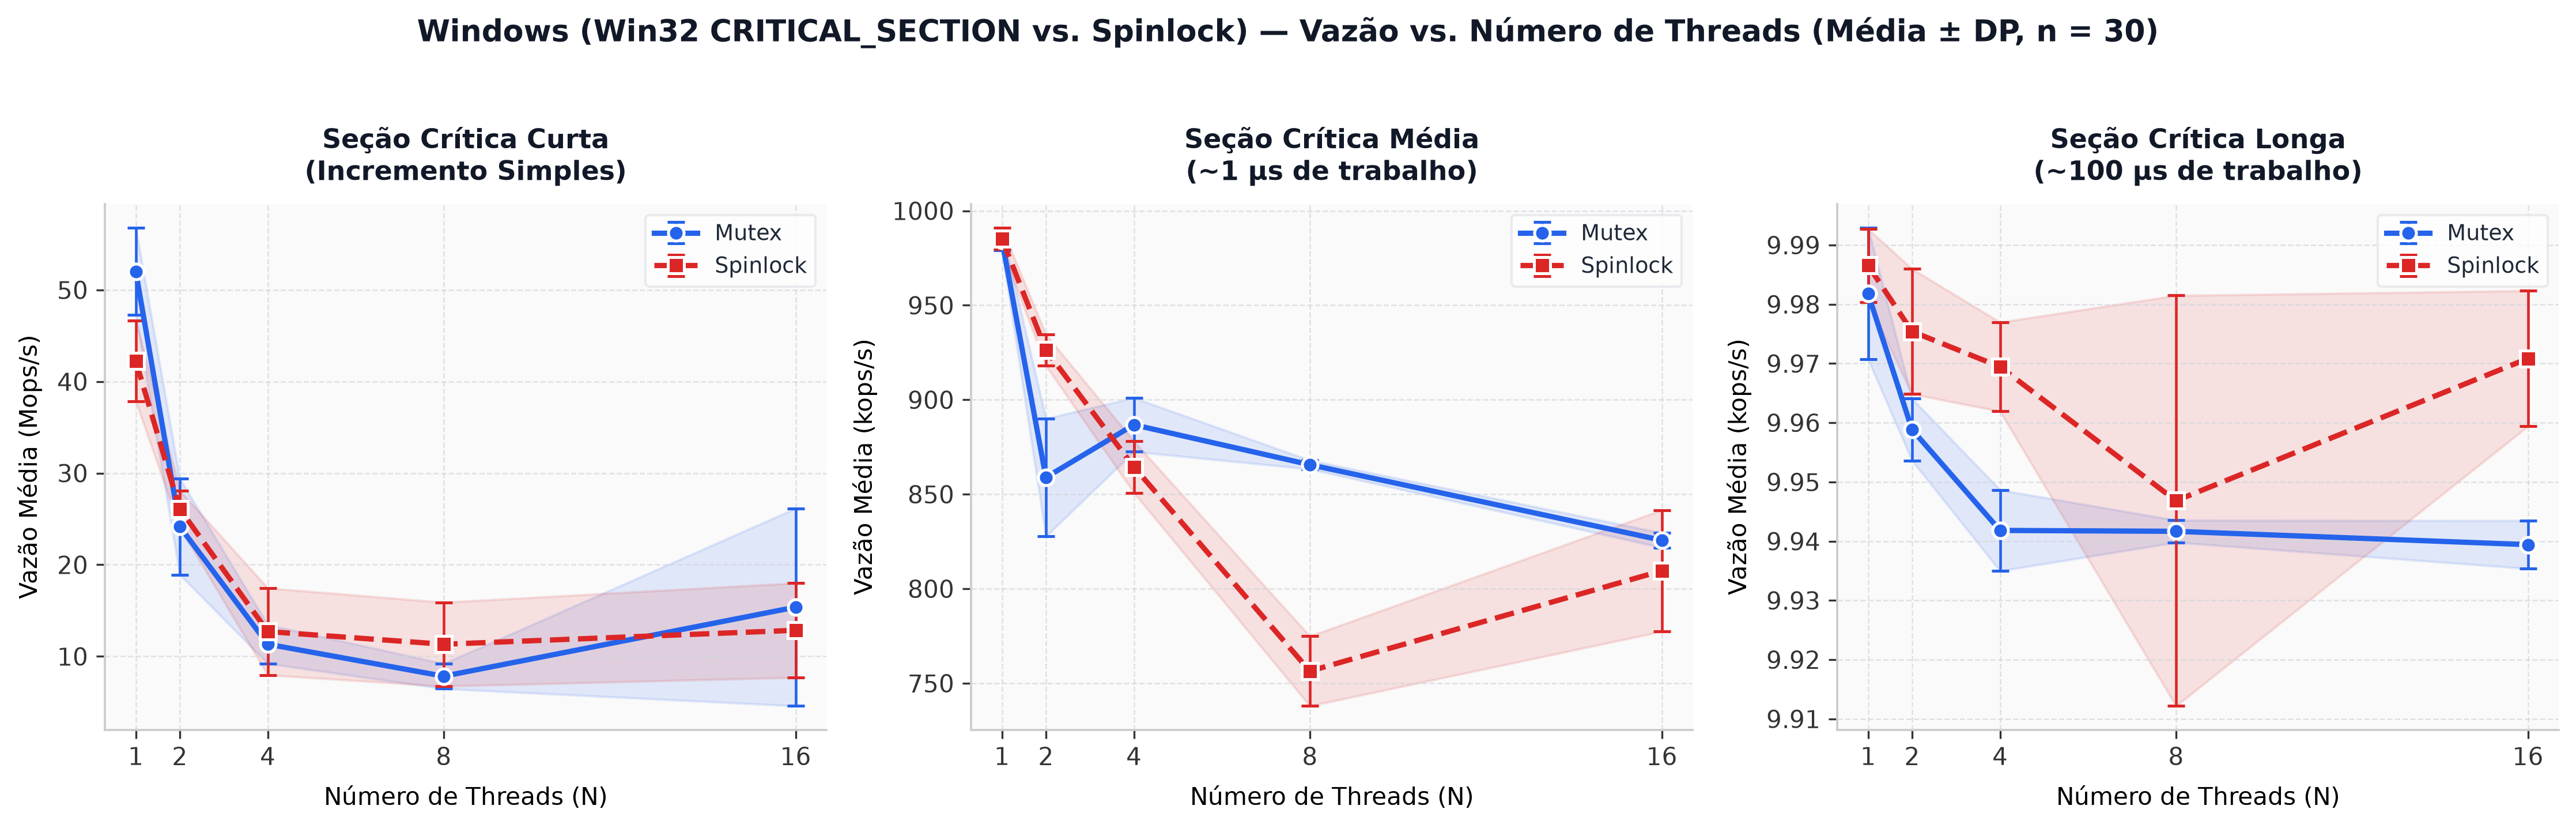 Windows (Win32 CRITICAL_SECTION vs. Spinlock) — Vazão vs. Número de Threads (Média ± DP, n = 30)
Seção Crítica Curta
(Incremento Simples)
Vazão Média (Mops/s)
50
40
30
20
10
Mutex
Spinlock
1 2 4 8 16
Número de Threads (N)
Seção Crítica Média
(~1 µs de trabalho)
Vazão Média (kops/s)
1000
950
900
850
800
750
Mutex
Spinlock
1 2 4 8 16
Número de Threads (N)
Seção Crítica Longa
(~100 µs de trabalho)
Vazão Média (kops/s)
9.99
9.98
9.97
9.96
9.95
9.94
9.93
9.92
9.91
Mutex
Spinlock
1 2 4 8 16
Número de Threads (N)